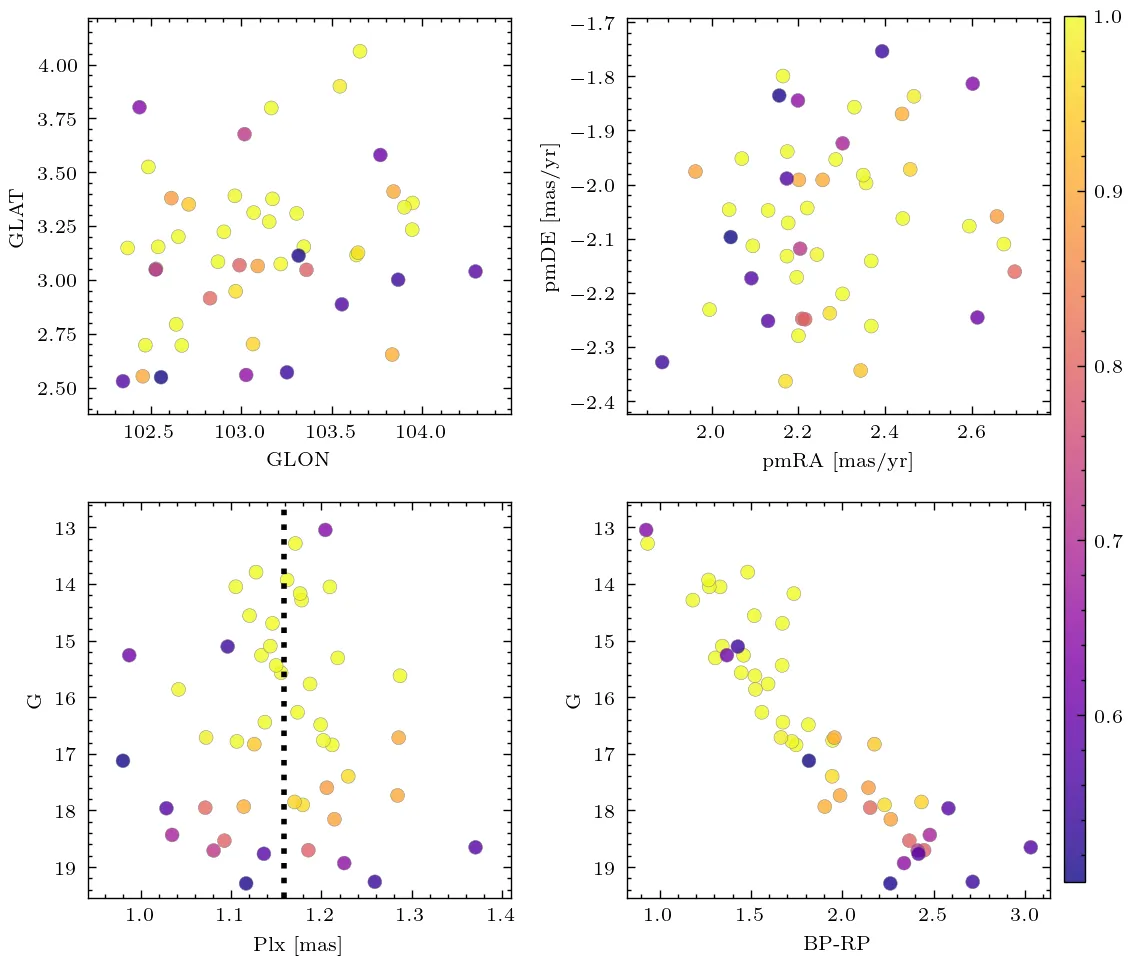 4.00
3.75
3.50
3.25
3.00
2.75
2.50
GLAT
102.5 103.0 103.5 104.0
GLON
−1.7
−1.8
−1.9
−2.0
−2.1
−2.2
−2.3
−2.4
pmDE [mas/yr]
2.0 2.2 2.4 2.6
pmRA [mas/yr]
1.0
0.9
0.8
0.7
0.6
13
14
15
16
17
18
19
G
1.0 1.1 1.2 1.3 1.4
Plx [mas]
13
14
15
16
17
18
19
G
1.0 1.5 2.0 2.5 3.0
BP-RP